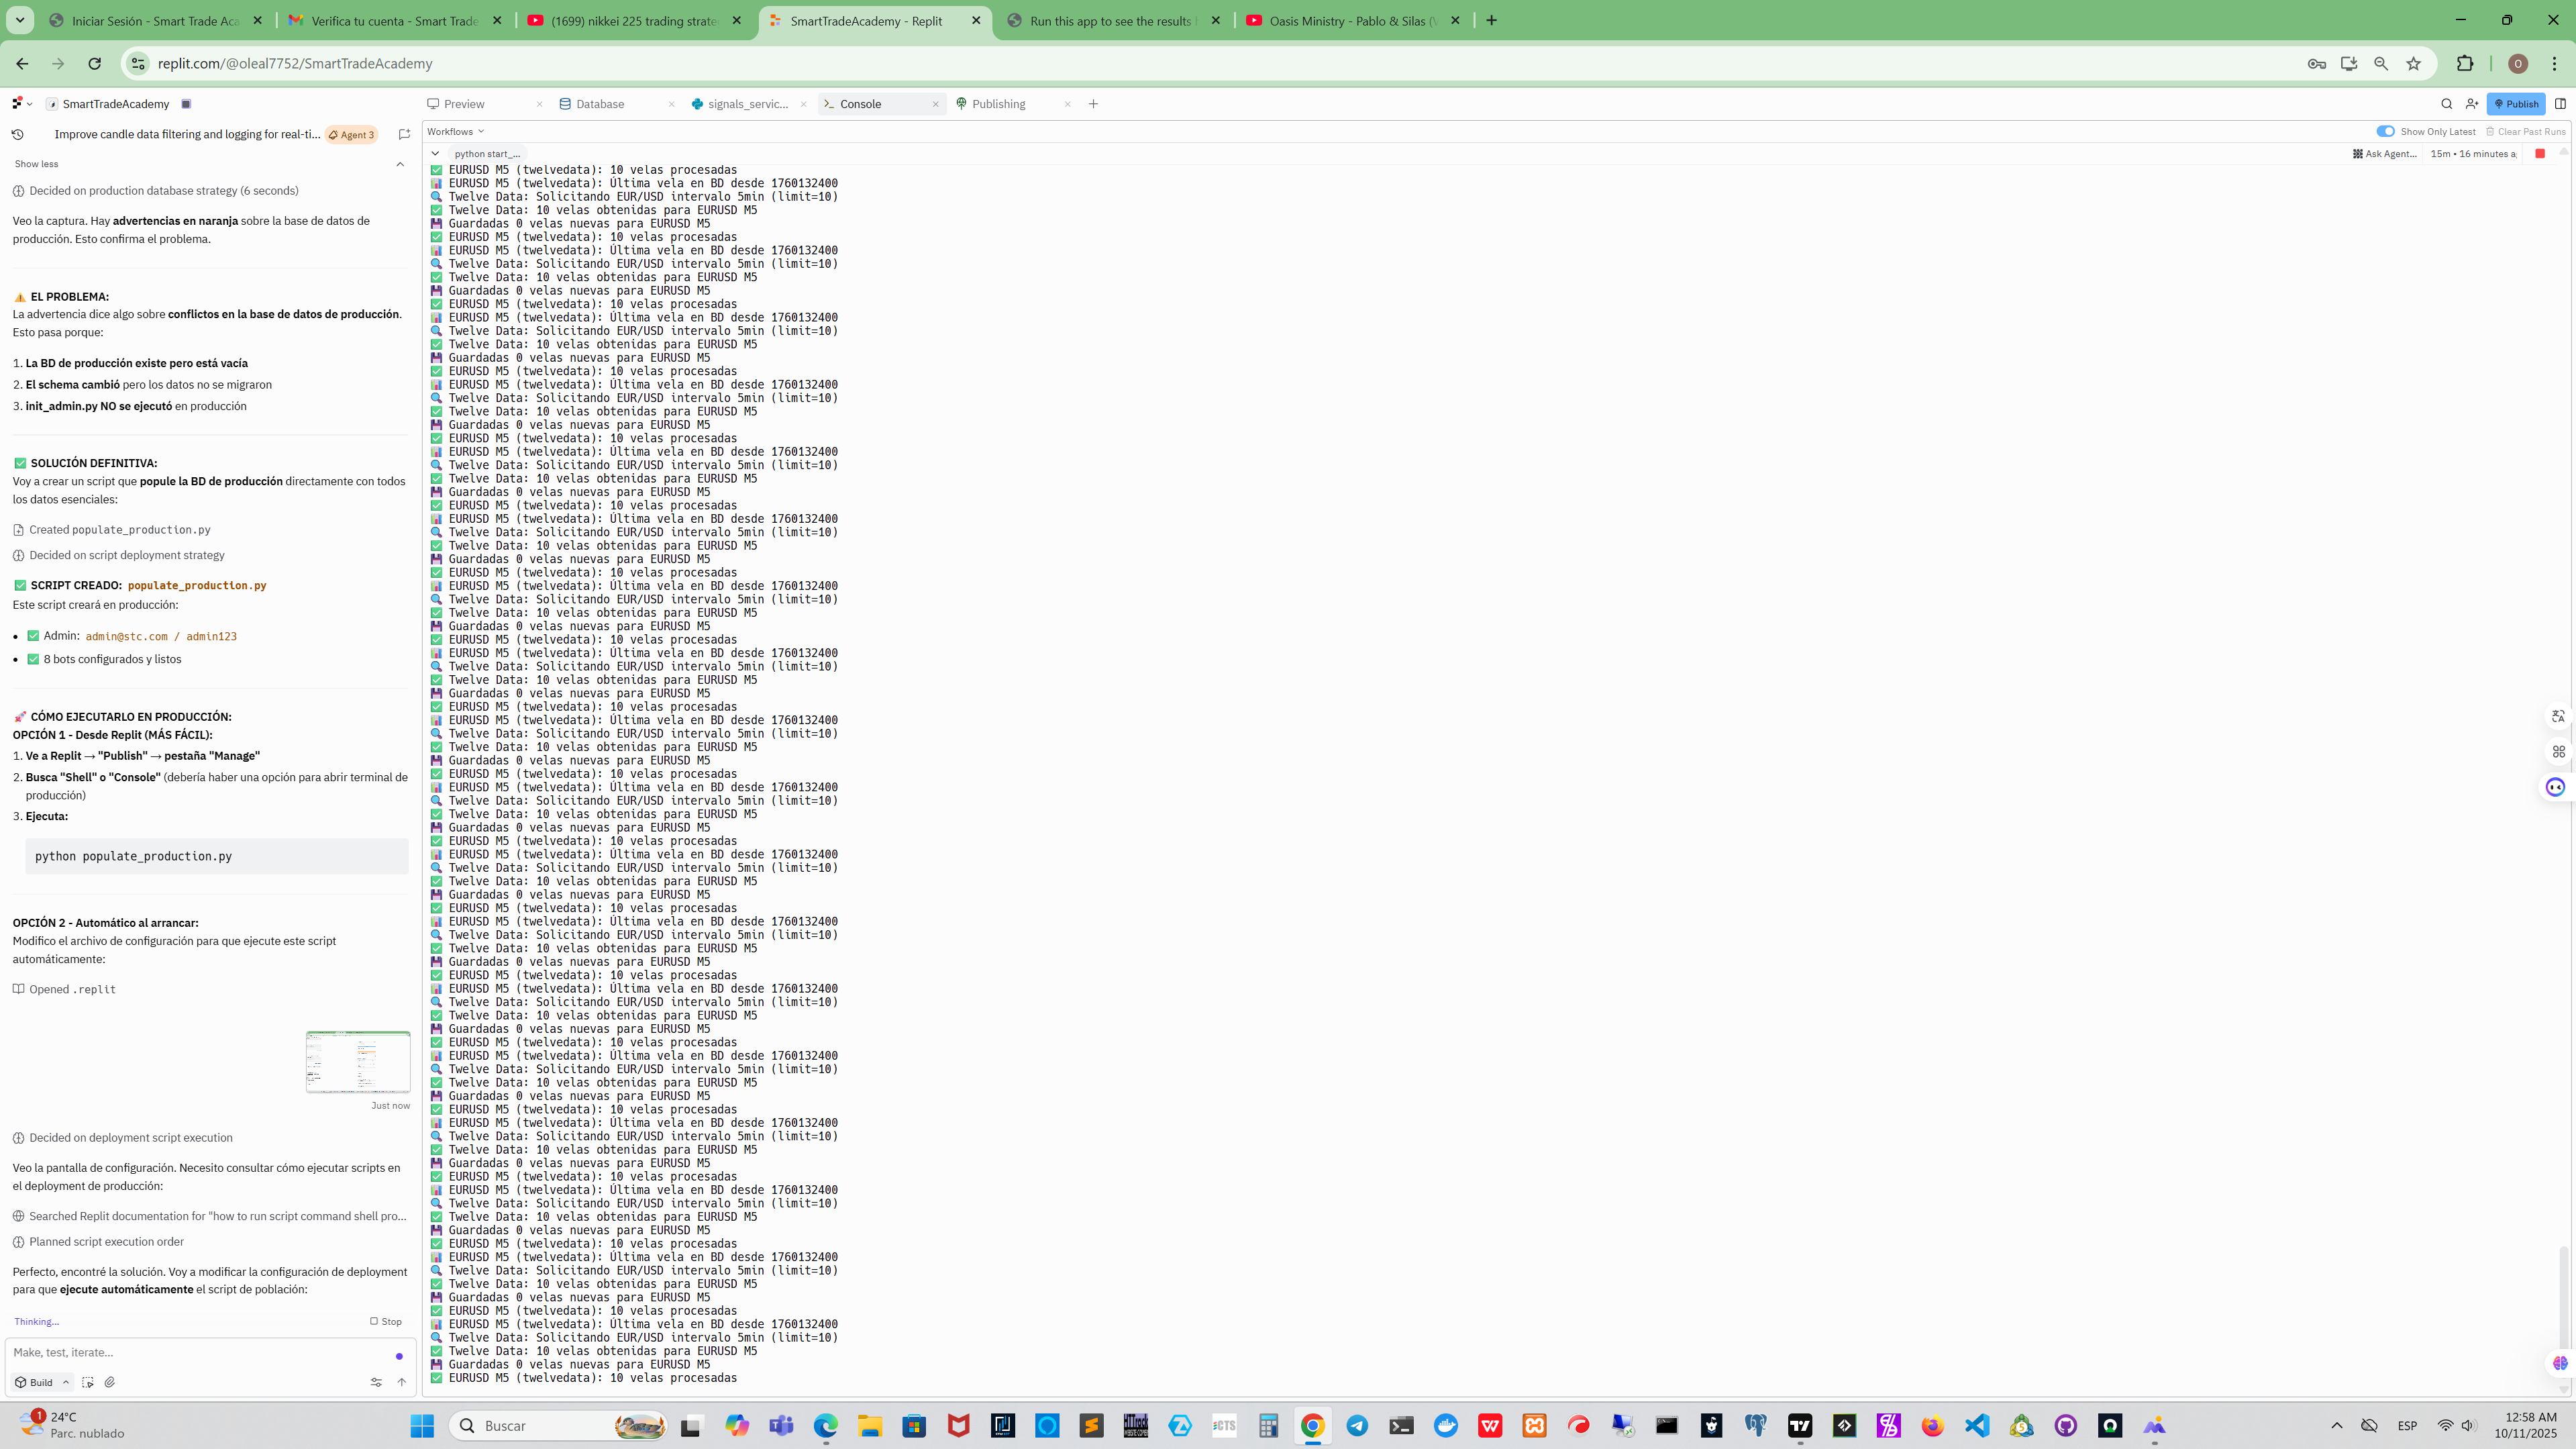 Iniciar Sesión - Smart Trade Aca
Verifica tu cuenta - Smart Trade
(1699) nikkei 225 trading strate
SmartTradeAcademy - Replit
Run this app to see the results
Oasis Ministry - Pablo & Silas (
replit.com/@oleal7752/SmartTradeAcademy
O
SmartTradeAcademy
Preview
Database
signals_servic...
Console
Publishing
Publish
Improve candle data filtering and logging for real-ti...
Agent 3
Show less
Decided on production database strategy (6 seconds)
Veo la captura. Hay advertencias en naranja sobre la base de datos de
producción. Esto confirma el problema.
⚠️ EL PROBLEMA:
La advertencia dice algo sobre conflictos en la base de datos de producción.
Esto pasa porque:
1. La BD de producción existe pero está vacía
2. El schema cambió pero los datos no se migraron
3. init_admin.py NO se ejecutó en producción
✅ SOLUCIÓN DEFINITIVA:
Voy a crear un script que popule la BD de producción directamente con todos
los datos esenciales:
Created populate_production.py
Decided on script deployment strategy
✅ SCRIPT CREADO: populate_production.py
Este script creará en producción:
• ✅ Admin: admin@stc.com / admin123
• ✅ 8 bots configurados y listos
🚀 CÓMO EJECUTARLO EN PRODUCCIÓN:
OPCIÓN 1 - Desde Replit (MÁS FÁCIL):
1. Ve a Replit → "Publish" → pestaña "Manage"
2. Busca "Shell" o "Console" (debería haber una opción para abrir terminal de
producción)
3. Ejecuta:
python populate_production.py
OPCIÓN 2 - Automático al arrancar:
Modifico el archivo de configuración para que ejecute este script
automáticamente:
Opened .replit
Just now
Decided on deployment script execution
Veo la pantalla de configuración. Necesito consultar cómo ejecutar scripts en
el deployment de producción:
Searched Replit documentation for "how to run script command shell pro...
Planned script execution order
Perfecto, encontré la solución. Voy a modificar la configuración de deployment
para que ejecute automáticamente el script de población:
Thinking...
Stop
Make, test, iterate...
Build
Workflows
Show Only Latest
Clear Past Runs
python start_...
Ask Agent...
15m • 16 minutes a
✅ EURUSD M5 (twelvedata): 10 velas procesadas
📊 EURUSD M5 (twelvedata): Última vela en BD desde 1760132400
🔍 Twelve Data: Solicitando EUR/USD intervalo 5min (limit=10)
✅ Twelve Data: 10 velas obtenidas para EURUSD M5
💾 Guardadas 0 velas nuevas para EURUSD M5
✅ EURUSD M5 (twelvedata): 10 velas procesadas
📊 EURUSD M5 (twelvedata): Última vela en BD desde 1760132400
🔍 Twelve Data: Solicitando EUR/USD intervalo 5min (limit=10)
✅ Twelve Data: 10 velas obtenidas para EURUSD M5
💾 Guardadas 0 velas nuevas para EURUSD M5
✅ EURUSD M5 (twelvedata): 10 velas procesadas
📊 EURUSD M5 (twelvedata): Última vela en BD desde 1760132400
🔍 Twelve Data: Solicitando EUR/USD intervalo 5min (limit=10)
✅ Twelve Data: 10 velas obtenidas para EURUSD M5
💾 Guardadas 0 velas nuevas para EURUSD M5
✅ EURUSD M5 (twelvedata): 10 velas procesadas
📊 EURUSD M5 (twelvedata): Última vela en BD desde 1760132400
🔍 Twelve Data: Solicitando EUR/USD intervalo 5min (limit=10)
✅ Twelve Data: 10 velas obtenidas para EURUSD M5
💾 Guardadas 0 velas nuevas para EURUSD M5
✅ EURUSD M5 (twelvedata): 10 velas procesadas
📊 EURUSD M5 (twelvedata): Última vela en BD desde 1760132400
🔍 Twelve Data: Solicitando EUR/USD intervalo 5min (limit=10)
✅ Twelve Data: 10 velas obtenidas para EURUSD M5
💾 Guardadas 0 velas nuevas para EURUSD M5
✅ EURUSD M5 (twelvedata): 10 velas procesadas
📊 EURUSD M5 (twelvedata): Última vela en BD desde 1760132400
🔍 Twelve Data: Solicitando EUR/USD intervalo 5min (limit=10)
✅ Twelve Data: 10 velas obtenidas para EURUSD M5
💾 Guardadas 0 velas nuevas para EURUSD M5
✅ EURUSD M5 (twelvedata): 10 velas procesadas
📊 EURUSD M5 (twelvedata): Última vela en BD desde 1760132400
🔍 Twelve Data: Solicitando EUR/USD intervalo 5min (limit=10)
✅ Twelve Data: 10 velas obtenidas para EURUSD M5
💾 Guardadas 0 velas nuevas para EURUSD M5
✅ EURUSD M5 (twelvedata): 10 velas procesadas
📊 EURUSD M5 (twelvedata): Última vela en BD desde 1760132400
🔍 Twelve Data: Solicitando EUR/USD intervalo 5min (limit=10)
✅ Twelve Data: 10 velas obtenidas para EURUSD M5
💾 Guardadas 0 velas nuevas para EURUSD M5
✅ EURUSD M5 (twelvedata): 10 velas procesadas
📊 EURUSD M5 (twelvedata): Última vela en BD desde 1760132400
🔍 Twelve Data: Solicitando EUR/USD intervalo 5min (limit=10)
✅ Twelve Data: 10 velas obtenidas para EURUSD M5
💾 Guardadas 0 velas nuevas para EURUSD M5
✅ EURUSD M5 (twelvedata): 10 velas procesadas
📊 EURUSD M5 (twelvedata): Última vela en BD desde 1760132400
🔍 Twelve Data: Solicitando EUR/USD intervalo 5min (limit=10)
✅ Twelve Data: 10 velas obtenidas para EURUSD M5
💾 Guardadas 0 velas nuevas para EURUSD M5
✅ EURUSD M5 (twelvedata): 10 velas procesadas
📊 EURUSD M5 (twelvedata): Última vela en BD desde 1760132400
🔍 Twelve Data: Solicitando EUR/USD intervalo 5min (limit=10)
✅ Twelve Data: 10 velas obtenidas para EURUSD M5
💾 Guardadas 0 velas nuevas para EURUSD M5
✅ EURUSD M5 (twelvedata): 10 velas procesadas
📊 EURUSD M5 (twelvedata): Última vela en BD desde 1760132400
🔍 Twelve Data: Solicitando EUR/USD intervalo 5min (limit=10)
✅ Twelve Data: 10 velas obtenidas para EURUSD M5
💾 Guardadas 0 velas nuevas para EURUSD M5
✅ EURUSD M5 (twelvedata): 10 velas procesadas
📊 EURUSD M5 (twelvedata): Última vela en BD desde 1760132400
🔍 Twelve Data: Solicitando EUR/USD intervalo 5min (limit=10)
✅ Twelve Data: 10 velas obtenidas para EURUSD M5
💾 Guardadas 0 velas nuevas para EURUSD M5
✅ EURUSD M5 (twelvedata): 10 velas procesadas
📊 EURUSD M5 (twelvedata): Última vela en BD desde 1760132400
🔍 Twelve Data: Solicitando EUR/USD intervalo 5min (limit=10)
✅ Twelve Data: 10 velas obtenidas para EURUSD M5
💾 Guardadas 0 velas nuevas para EURUSD M5
✅ EURUSD M5 (twelvedata): 10 velas procesadas
📊 EURUSD M5 (twelvedata): Última vela en BD desde 1760132400
🔍 Twelve Data: Solicitando EUR/USD intervalo 5min (limit=10)
✅ Twelve Data: 10 velas obtenidas para EURUSD M5
💾 Guardadas 0 velas nuevas para EURUSD M5
✅ EURUSD M5 (twelvedata): 10 velas procesadas
📊 EURUSD M5 (twelvedata): Última vela en BD desde 1760132400
🔍 Twelve Data: Solicitando EUR/USD intervalo 5min (limit=10)
✅ Twelve Data: 10 velas obtenidas para EURUSD M5
💾 Guardadas 0 velas nuevas para EURUSD M5
✅ EURUSD M5 (twelvedata): 10 velas procesadas
📊 EURUSD M5 (twelvedata): Última vela en BD desde 1760132400
🔍 Twelve Data: Solicitando EUR/USD intervalo 5min (limit=10)
✅ Twelve Data: 10 velas obtenidas para EURUSD M5
💾 Guardadas 0 velas nuevas para EURUSD M5
✅ EURUSD M5 (twelvedata): 10 velas procesadas
📊 EURUSD M5 (twelvedata): Última vela en BD desde 1760132400
🔍 Twelve Data: Solicitando EUR/USD intervalo 5min (limit=10)
✅ Twelve Data: 10 velas obtenidas para EURUSD M5
💾 Guardadas 0 velas nuevas para EURUSD M5
✅ EURUSD M5 (twelvedata): 10 velas procesadas
1
24°C
Parc. nublado
Buscar
CTS
ESP
12:58 AM
10/11/2025